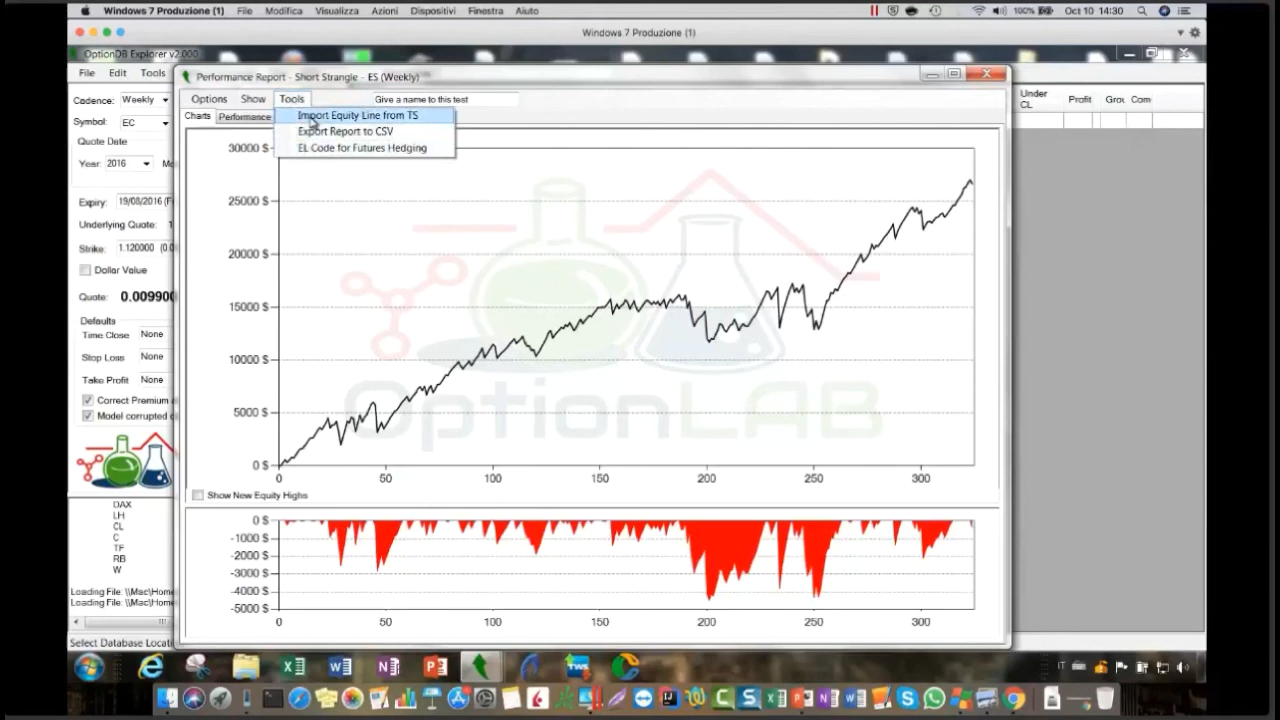 Windows 7 Produzione (1) File Modifica Visualizza Azioni Dispositivi Finestra Aiuto 100% Oct 10 14:30
Windows 7 Produzione (1)
OptionDB Explorer v2.000
File Edit Tools
Performance Report - Short Strangle - ES (Weekly)
Options Show Tools Give a name to this test
Charts Performance
Import Equity Line from TS
Export Report to CSV
EL Code for Futures Hedging
Cadence: Weekly
Symbol: EC
Quote Date
Year: 2016
Expiry: 19/08/2016
Underlying Quote:
Strike: 1.120000
Dollar Value
Quote: 0.009900
Defaults
Time Close None
Stop Loss None
Take Profit None
Correct Premium
Model corrupted
DAX
LH
CL
C
TF
RB
W
Loading File: \\Mac\Home
Loading File: \\Mac\Home
Select Database
Under CL Profit Com
30000 $
25000 $
20000 $
15000 $
10000 $
5000 $
0 $
0 50 100 150 200 250 300
OptionLAB
Show New Equity Highs
0 $
-1000 $
-2000 $
-3000 $
-4000 $
-5000 $
0 50 100 150 200 250 300
TWS
IT